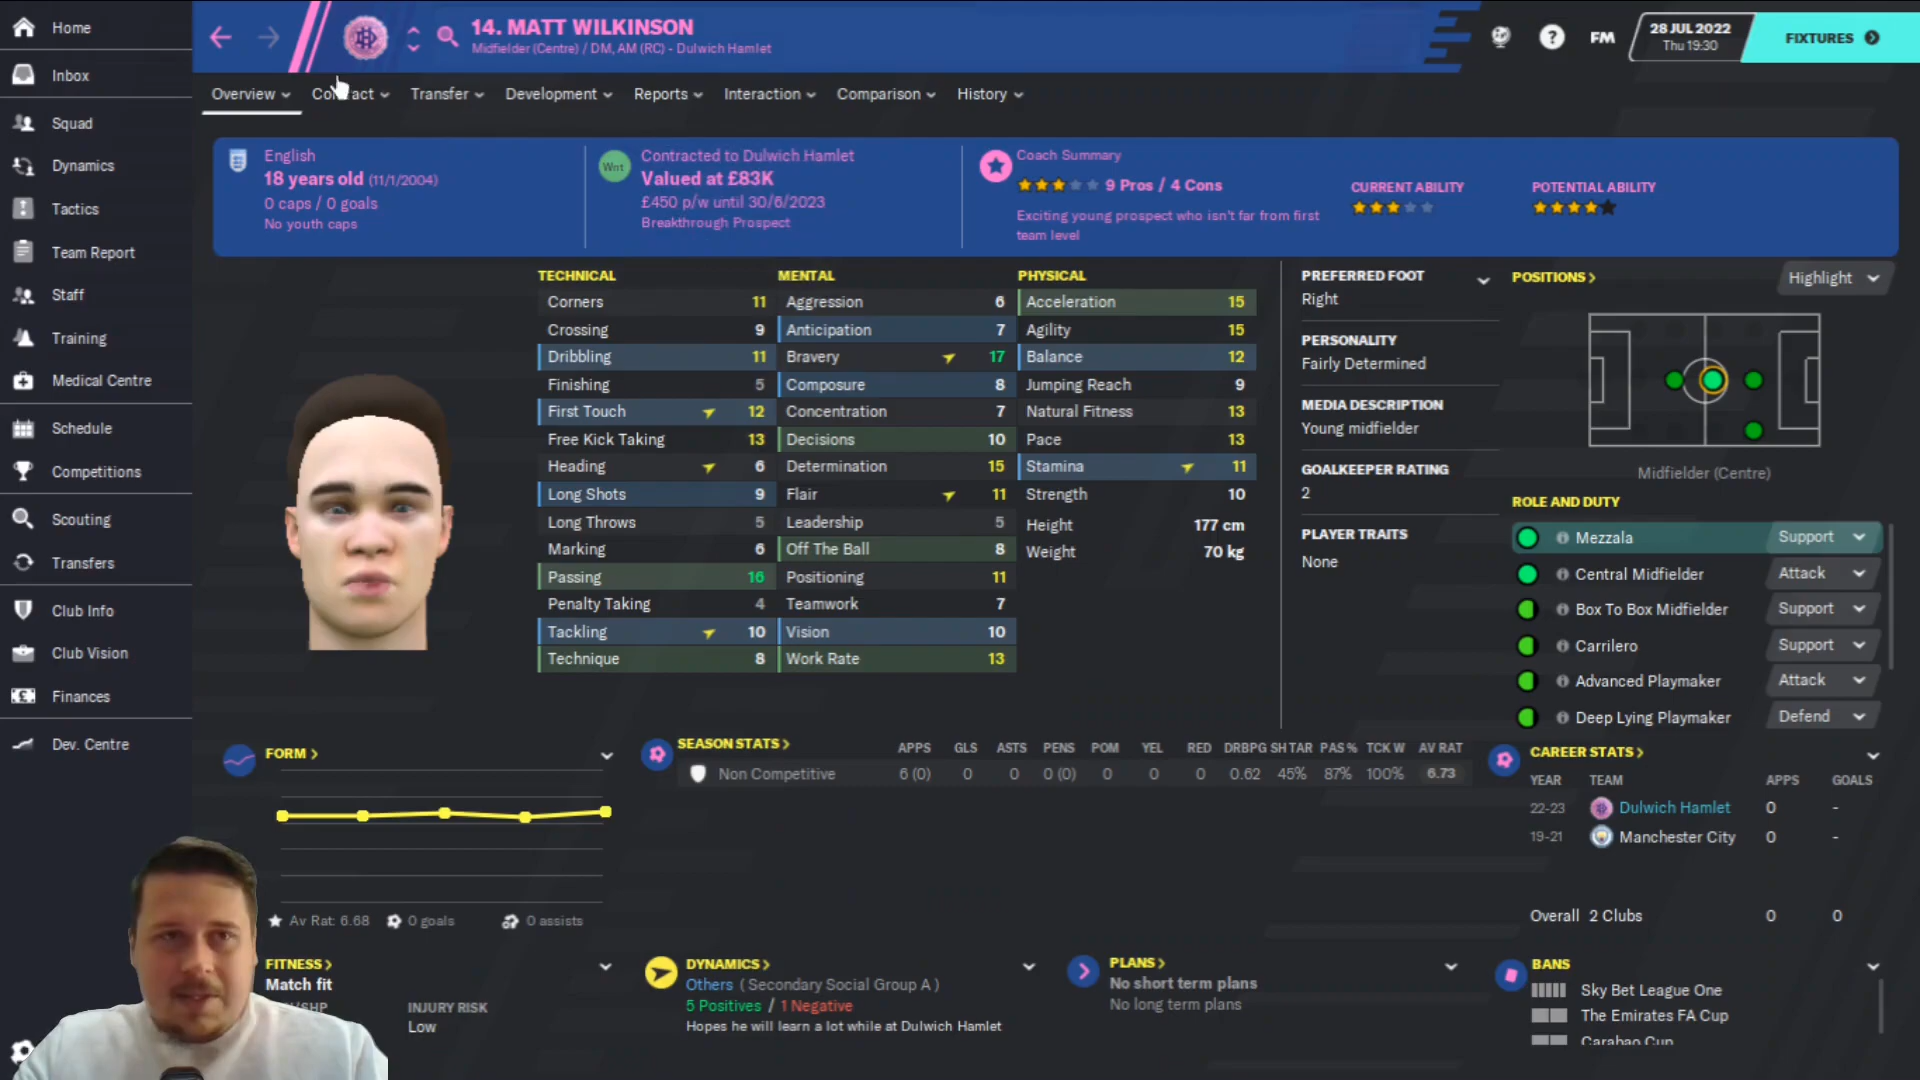 Home
Inbox
Squad
Dynamics
Tactics
Team Report
Staff
Training
Medical Centre
Schedule
Competitions
Scouting
Transfers
Club Info
Club Vision
Finances
Dev. Centre
14. MATT WILKINSON
Midfielder (Centre) / DM, AM (RC) - Dulwich Hamlet
FM
28 JUL 2022
Thu 19:30
FIXTURES
Overview
Contract
Transfer
Development
Reports
Interaction
Comparison
History
English
18 years old (11/1/2004)
0 caps / 0 goals
No youth caps
Wnt
Contracted to Dulwich Hamlet
Valued at £83K
£450 p/w until 30/6/2023
Breakthrough Prospect
Coach Summary
9 Pros / 4 Cons
Exciting young prospect who isn't far from first
team level
CURRENT ABILITY
POTENTIAL ABILITY
TECHNICAL
Corners 11
Crossing 9
Dribbling 11
Finishing 5
First Touch 12
Free Kick Taking 13
Heading 6
Long Shots 9
Long Throws 5
Marking 6
Passing 16
Penalty Taking 4
Tackling 10
Technique 8
MENTAL
Aggression 6
Anticipation 7
Bravery 17
Composure 8
Concentration 7
Decisions 10
Determination 15
Flair 11
Leadership 5
Off The Ball 8
Positioning 11
Teamwork 7
Vision 10
Work Rate 13
PHYSICAL
Acceleration 15
Agility 15
Balance 12
Jumping Reach 9
Natural Fitness 13
Pace 13
Stamina 11
Strength 10
Height 177 cm
Weight 70 kg
PREFERRED FOOT
Right
PERSONALITY
Fairly Determined
MEDIA DESCRIPTION
Young midfielder
GOALKEEPER RATING
2
PLAYER TRAITS
None
POSITIONS
Highlight
Midfielder (Centre)
ROLE AND DUTY
Mezzala Support
Central Midfielder Attack
Box To Box Midfielder Support
Carrilero Support
Advanced Playmaker Attack
Deep Lying Playmaker Defend
FORM
Av Rat: 6.68 0 goals 0 assists
SEASON STATS APPS GLS ASTS PENS POM YEL RED DRBPG SH TAR PAS % TCK W AV RAT
Non Competitive 6 (0) 0 0 0 (0) 0 0 0 0.62 45% 87% 100% 6.73
CAREER STATS
YEAR TEAM APPS GOALS
22-23 Dulwich Hamlet 0 -
19-21 Manchester City 0 -
Overall 2 Clubs 0 0
FITNESS
Match fit
INJURY RISK
Low
DYNAMICS
Others (Secondary Social Group A)
5 Positives / 1 Negative
Hopes he will learn a lot while at Dulwich Hamlet
PLANS
No short term plans
No long term plans
BANS
Sky Bet League One
The Emirates FA Cup
Carabao Cup